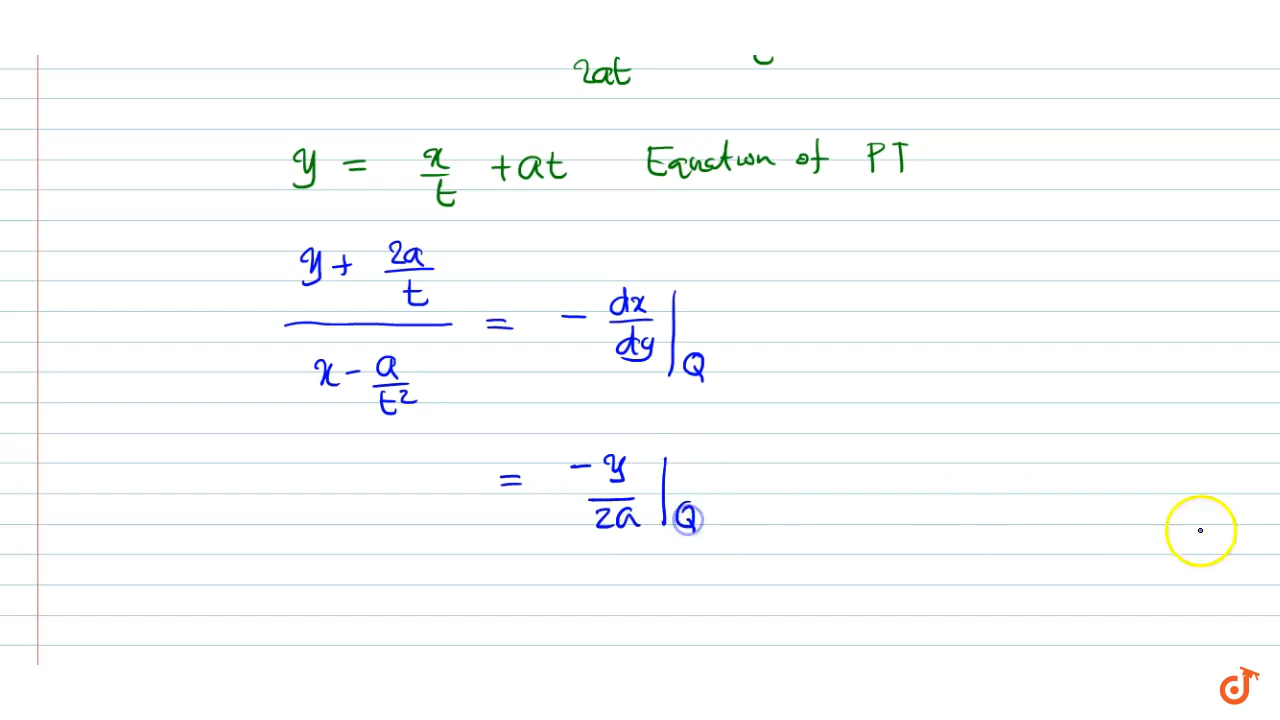 2at
y = x/t + at Equation of PT
(y + 2a/t)/(x - a/t²) = - dx/dy |Q
= -y/2a |Q